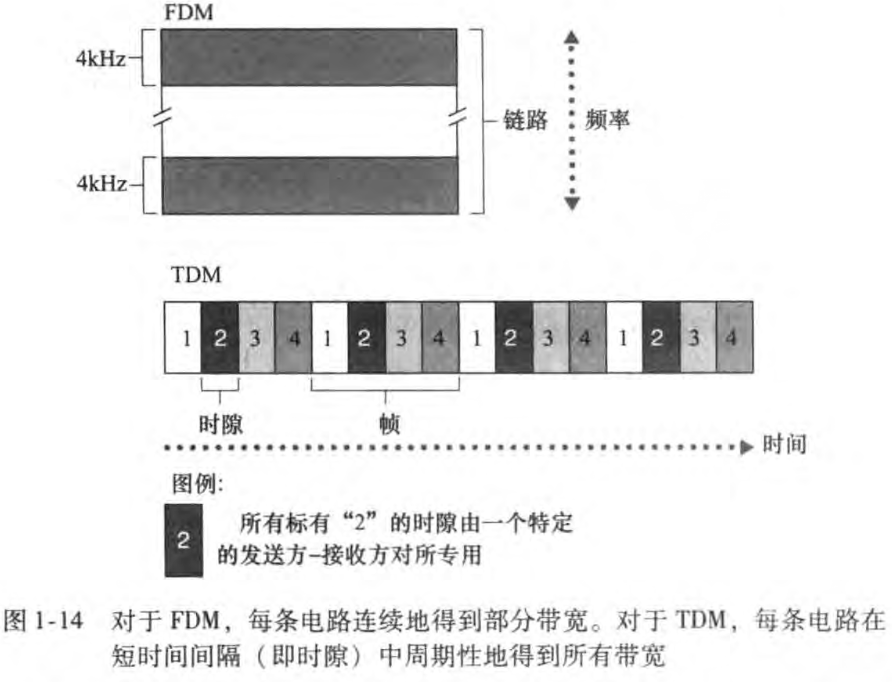 FDM
4kHz
4kHz
链路
频率
TDM
1 2 3 4 1 2 3 4 1 2 3 4 1 2 3 4
时隙
帧
时间
图例:
2
所有标有“2”的时隙由一个特定
的发送方-接收方对所专用
图 1-14 对于 FDM，每条电路连续地得到部分带宽。对于 TDM，每条电路在
短时间间隔（即时隙）中周期性地得到所有带宽